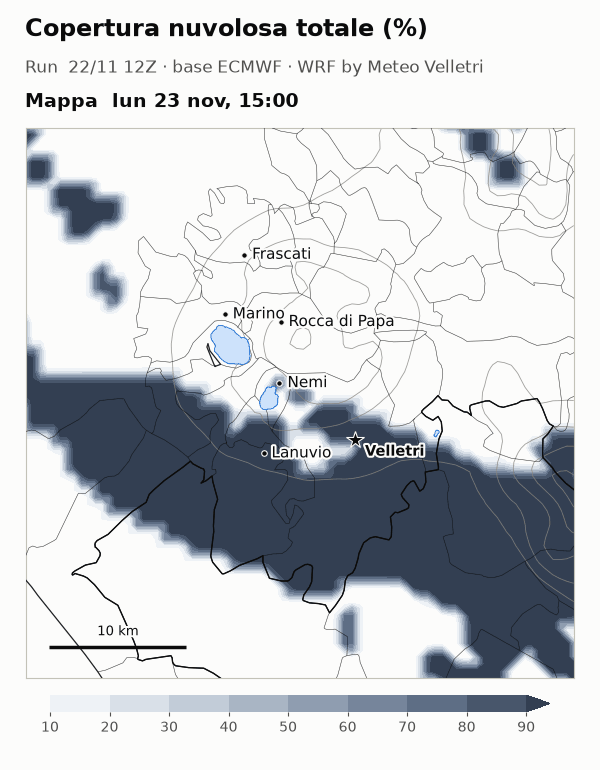 Copertura nuvolosa totale (%)
Run  22/11 12Z · base ECMWF · WRF by Meteo Velletri
Mappa  lun 23 nov, 15:00
Frascati
Marino
Rocca di Papa
Nemi
Velletri
Lanuvio
10 km
10 20 30 40 50 60 70 80 90